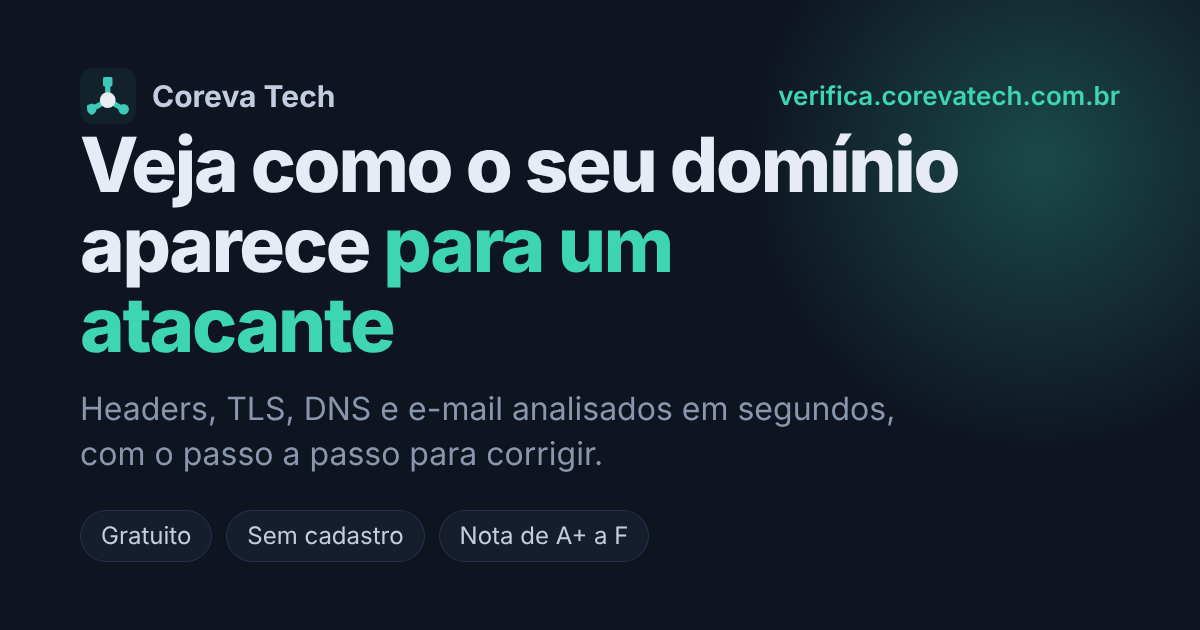 Coreva Tech
verifica.corevatech.com.br
Veja como o seu domínio
aparece para um
atacante
Headers, TLS, DNS e e-mail analisados em segundos,
com o passo a passo para corrigir.
Gratuito
Sem cadastro
Nota de A+ a F